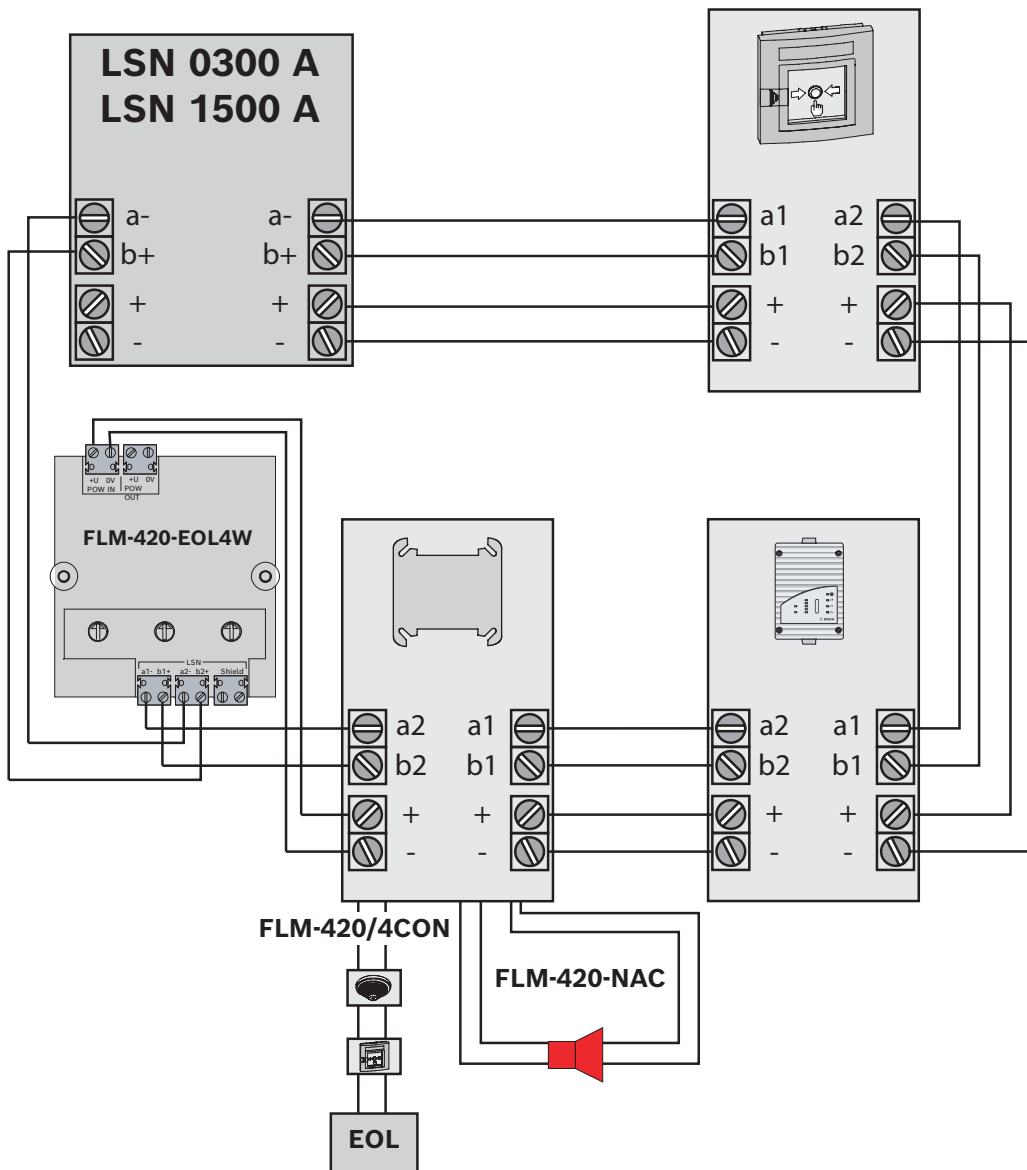 LSN 0300 A
LSN 1500 A
a- a-
b+ b+
+ +
- -
a1 a2
b1 b2
+ +
- -
+U 0V +U 0V
POW IN POW
OUT
FLM-420-EOL4W
LSN
a1- b1+ a2- b2+ Shield
a2 a1
b2 b1
+ +
- -
a2 a1
b2 b1
+ +
- -
FLM-420/4CON
FLM-420-NAC
EOL